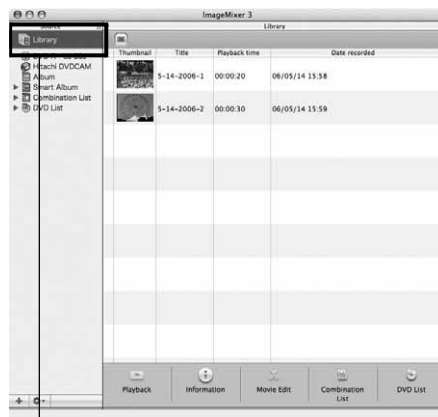 ImageMixer 3
Library
Library
Thumbnail Title Playback time Date recorded
5-14-2006-1 00:00:20 06/05/14 15:58
5-14-2006-2 00:00:30 06/05/14 15:59
Hitachi DVDCAM
Album
Smart Album
Combination List
DVD List
Playback
Information
Movie Edit
Combination
List
DVD List